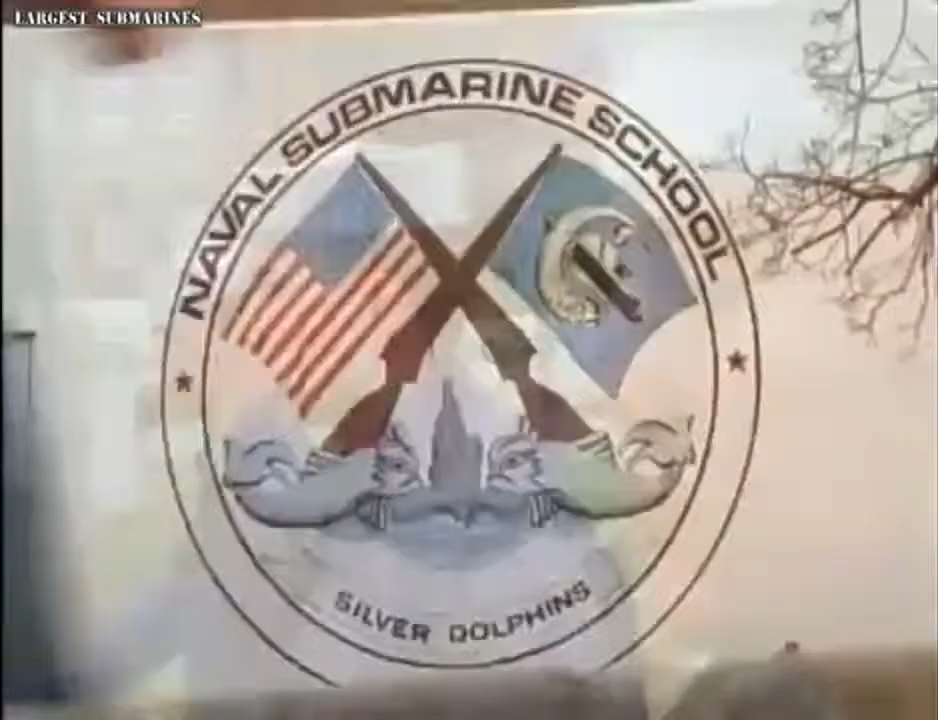 LARGEST SUBMARINES
NAVAL SUBMARINE SCHOOL
SILVER DOLPHINS